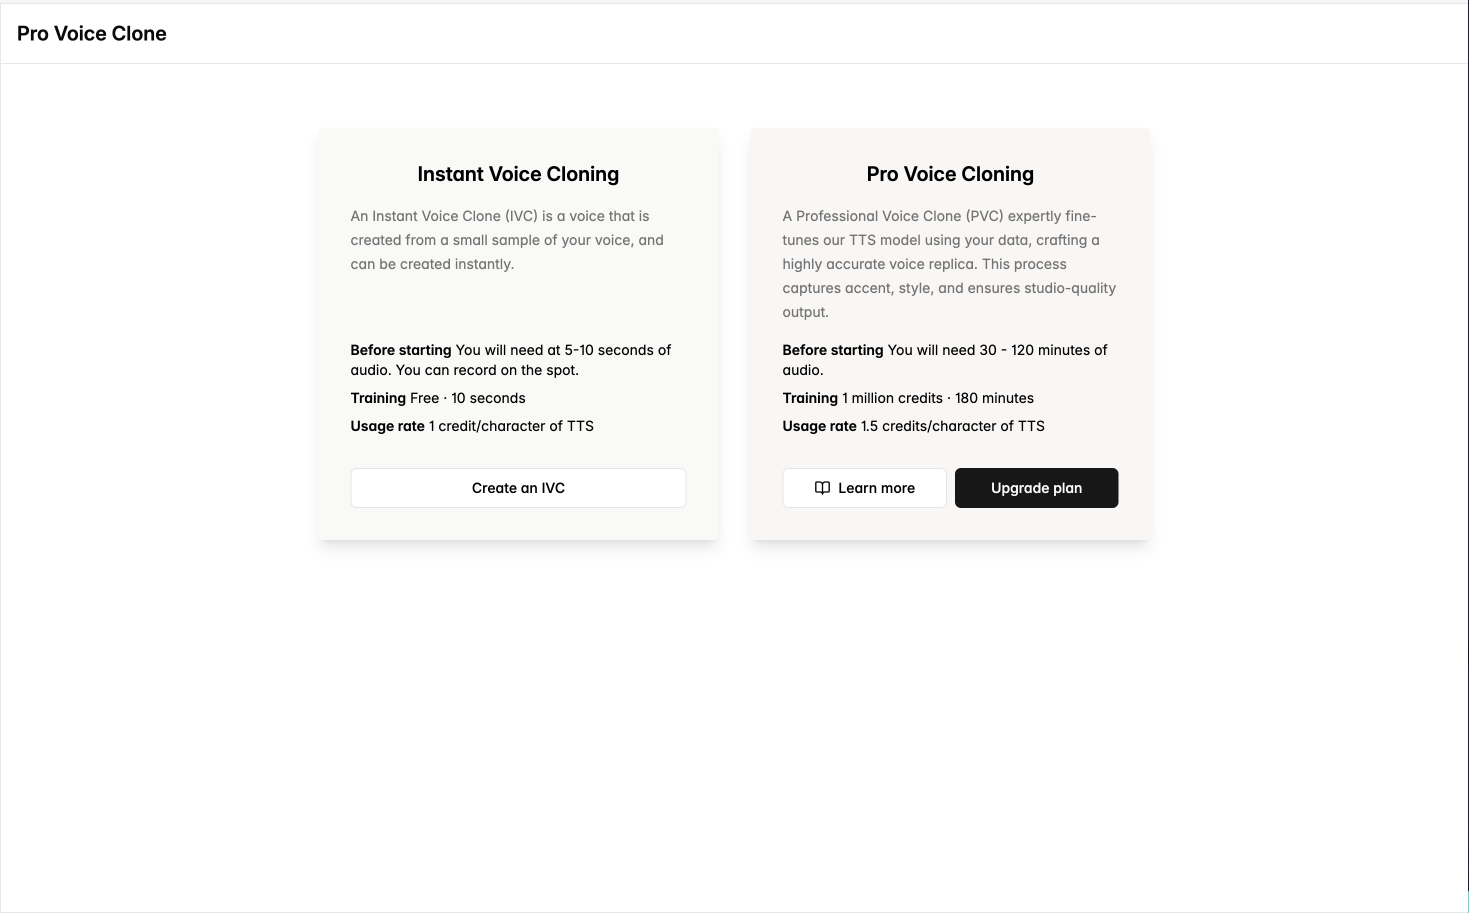 Pro Voice Clone
Instant Voice Cloning
An Instant Voice Clone (IVC) is a voice that is
created from a small sample of your voice, and
can be created instantly.
Before starting You will need at 5-10 seconds of
audio. You can record on the spot.
Training Free · 10 seconds
Usage rate 1 credit/character of TTS
Create an IVC
Pro Voice Cloning
A Professional Voice Clone (PVC) expertly fine-
tunes our TTS model using your data, crafting a
highly accurate voice replica. This process
captures accent, style, and ensures studio-quality
output.
Before starting You will need 30 - 120 minutes of
audio.
Training 1 million credits · 180 minutes
Usage rate 1.5 credits/character of TTS
Learn more
Upgrade plan